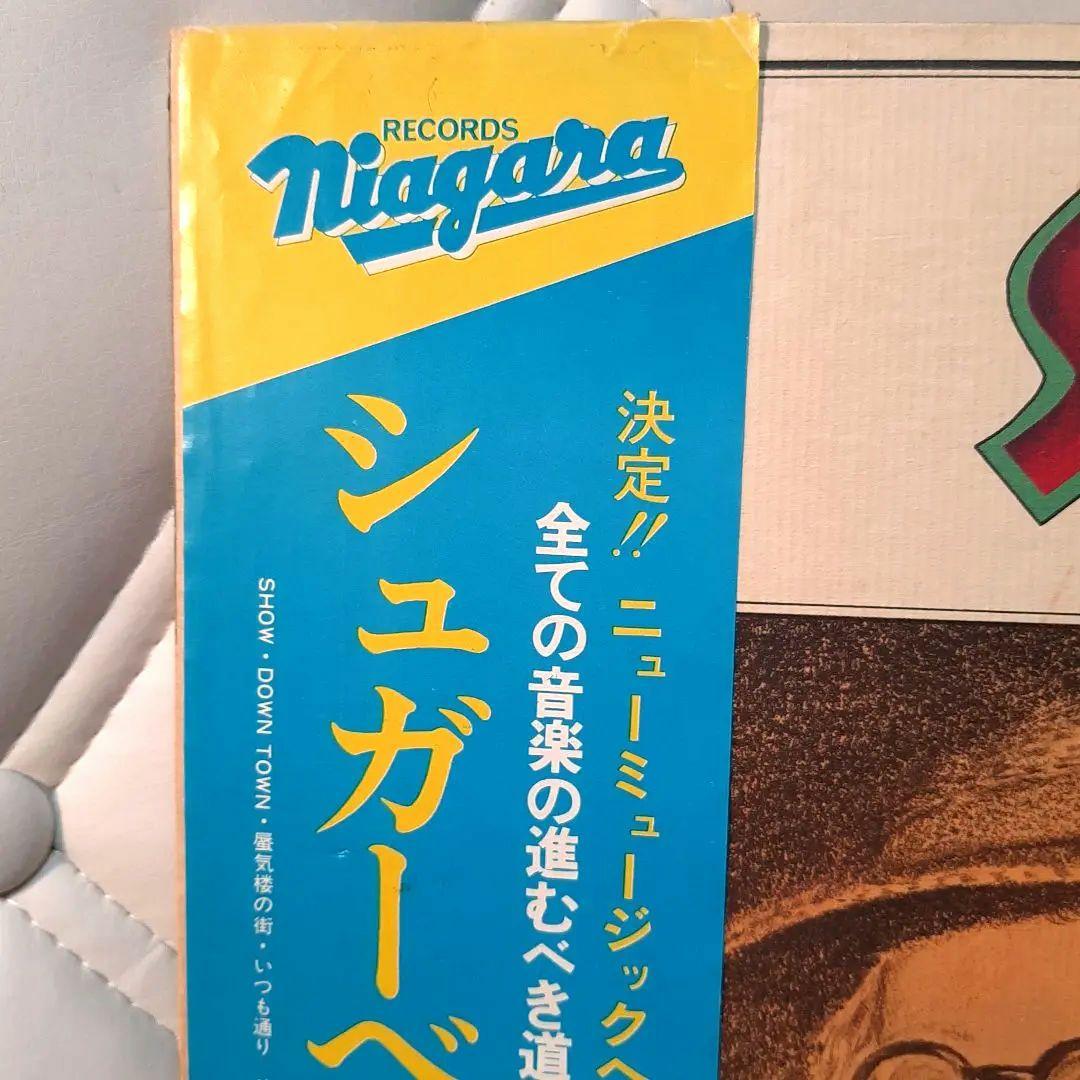 RECORDS
Niagara
決定!! ニューミュージックへ
全ての音楽の進むべき道
シュガーベ
SHOW・DOWN TOWN・蜃気楼の街・いつも通り